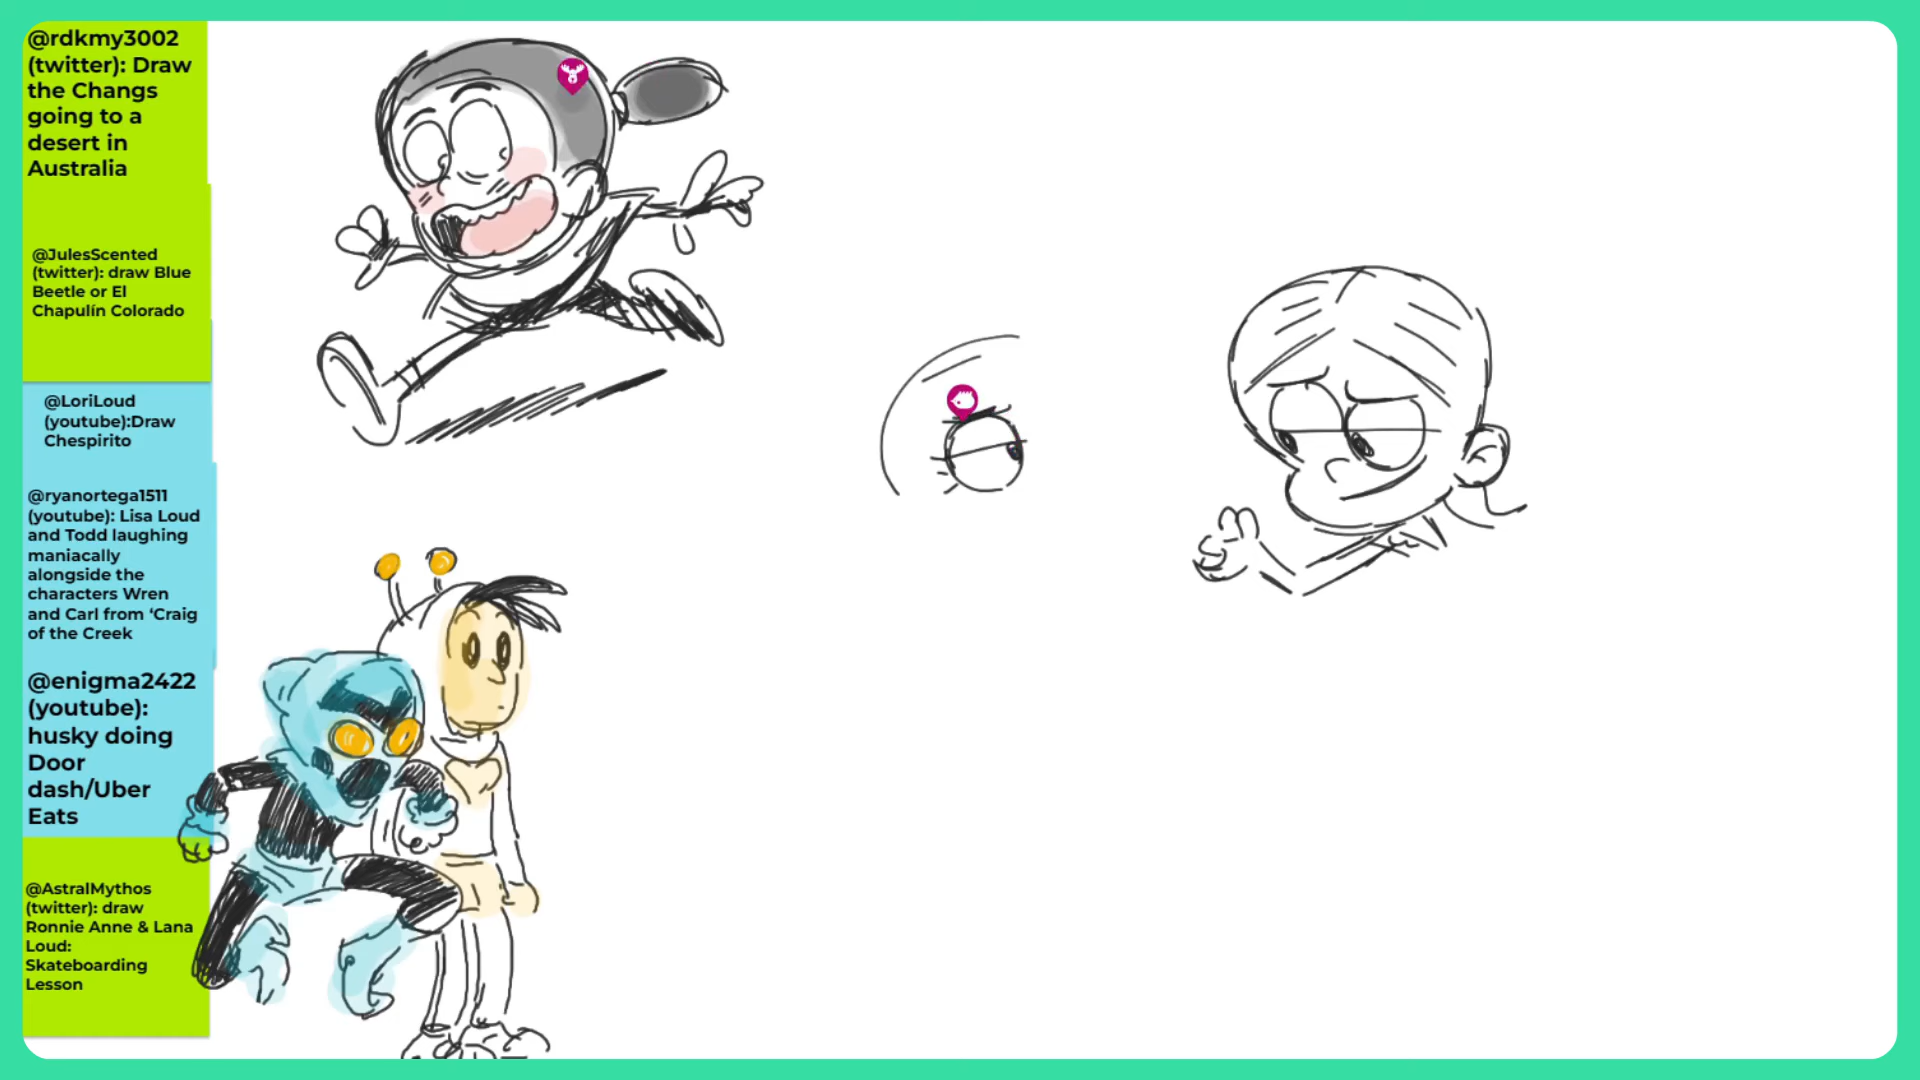 @rdkmy3002
(twitter): Draw
the Changs
going to a
desert in
Australia
@JulesScented
(twitter): draw Blue
Beetle or El
Chapulín Colorado
@LoriLoud
(youtube):Draw
Chespirito
@ryanortega1511
(youtube): Lisa Loud
and Todd laughing
maniacally
alongside the
characters Wren
and Carl from ‘Craig
of the Creek
@enigma2422
(youtube):
husky doing
Door
dash/Uber
Eats
@AstralMythos
(twitter): draw
Ronnie Anne & Lana
Loud:
Skateboarding
Lesson